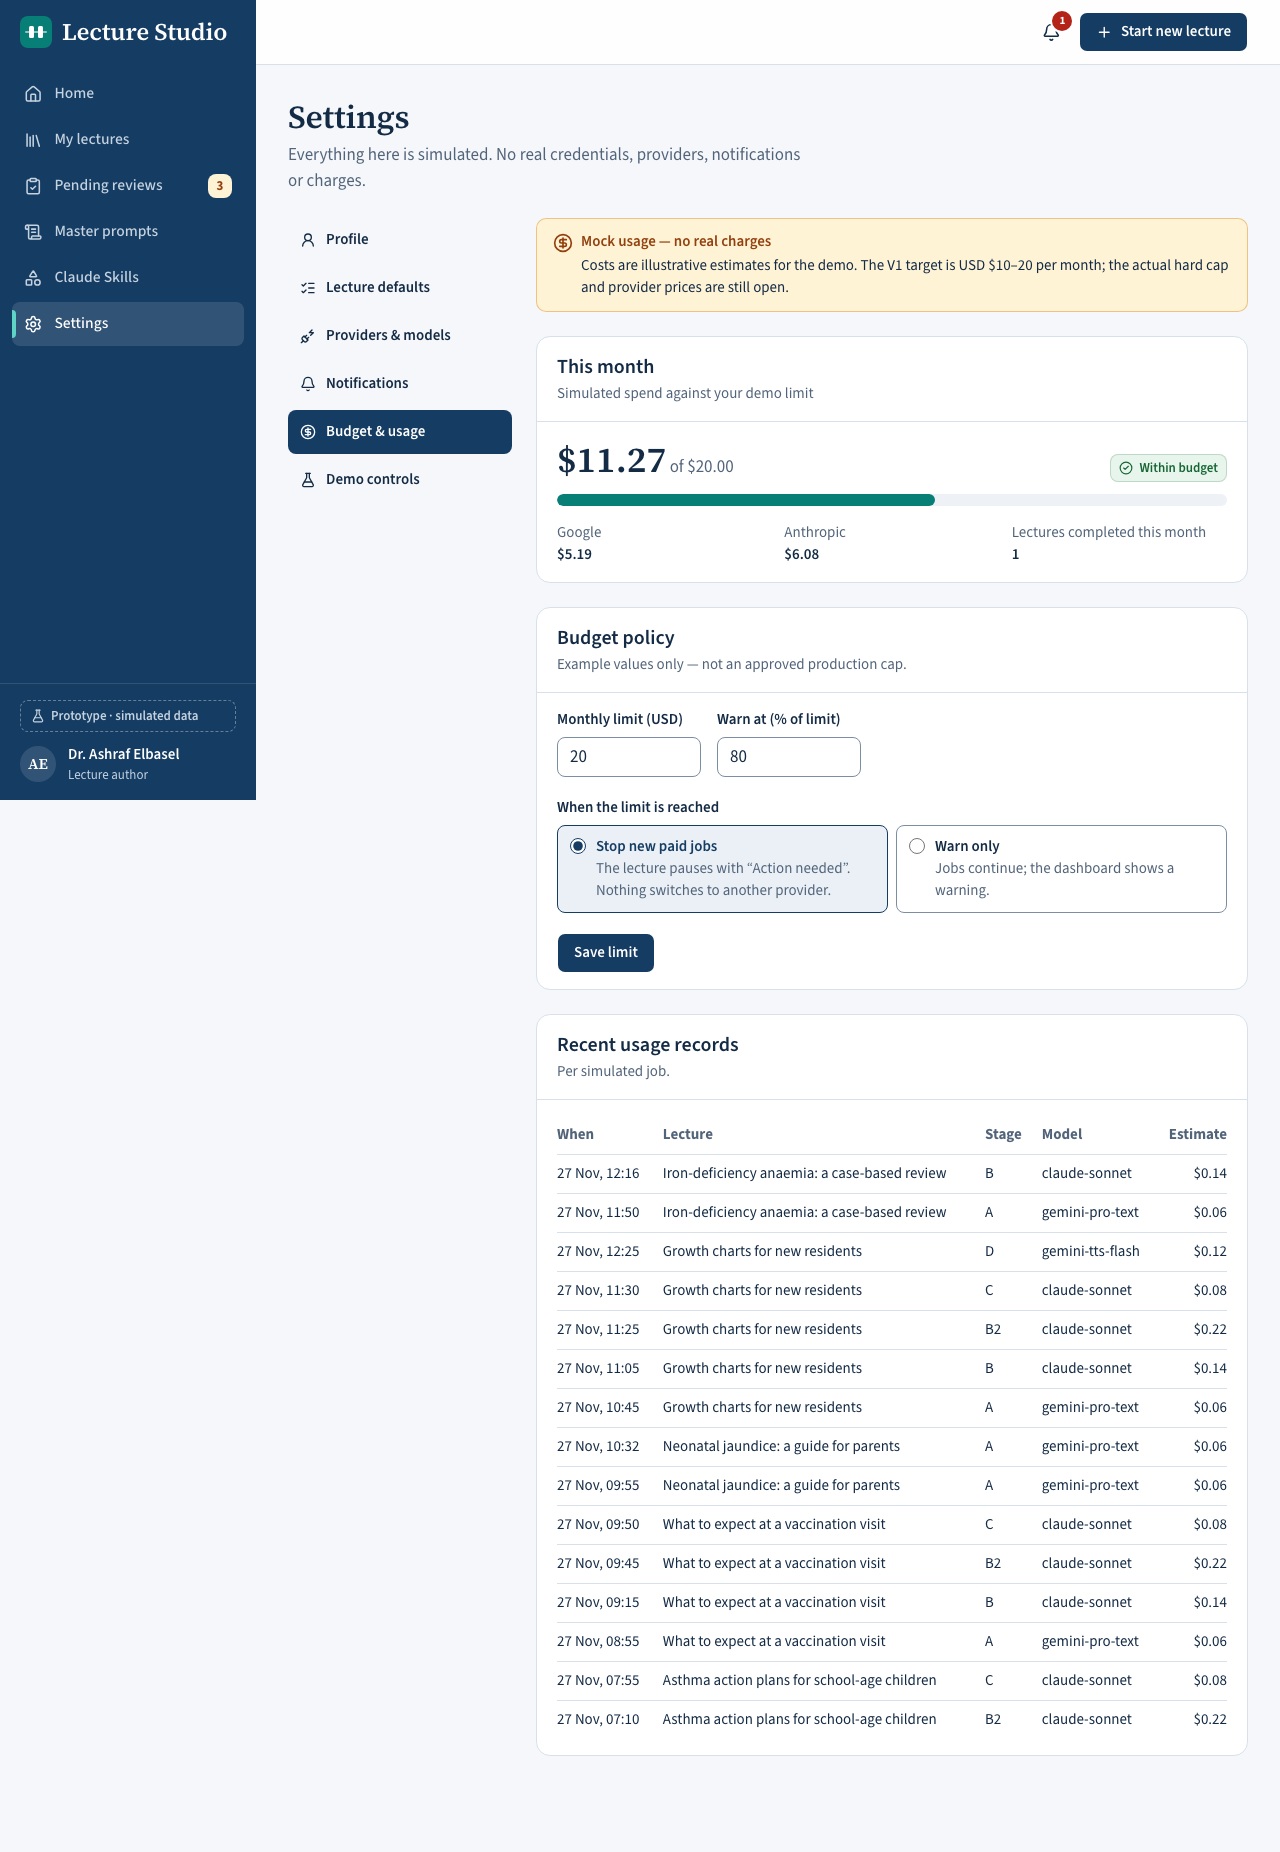 Lecture Studio
Home
My lectures
Pending reviews 3
Master prompts
Claude Skills
Settings
Prototype · simulated data
AE
Dr. Ashraf Elbasel
Lecture author
1
Start new lecture
Settings
Everything here is simulated. No real credentials, providers, notifications
or charges.
Profile
Lecture defaults
Providers & models
Notifications
Budget & usage
Demo controls
Mock usage — no real charges
Costs are illustrative estimates for the demo. The V1 target is USD $10–20 per month; the actual hard cap
and provider prices are still open.
This month
Simulated spend against your demo limit
$11.27 of $20.00
Within budget
Google Anthropic Lectures completed this month
$5.19 $6.08 1
Budget policy
Example values only — not an approved production cap.
Monthly limit (USD) Warn at (% of limit)
20 80
When the limit is reached
Stop new paid jobs
The lecture pauses with “Action needed”.
Nothing switches to another provider.
Warn only
Jobs continue; the dashboard shows a
warning.
Save limit
Recent usage records
Per simulated job.
When Lecture Stage Model Estimate
27 Nov, 12:16 Iron-deficiency anaemia: a case-based review B claude-sonnet $0.14
27 Nov, 11:50 Iron-deficiency anaemia: a case-based review A gemini-pro-text $0.06
27 Nov, 12:25 Growth charts for new residents D gemini-tts-flash $0.12
27 Nov, 11:30 Growth charts for new residents C claude-sonnet $0.08
27 Nov, 11:25 Growth charts for new residents B2 claude-sonnet $0.22
27 Nov, 11:05 Growth charts for new residents B claude-sonnet $0.14
27 Nov, 10:45 Growth charts for new residents A gemini-pro-text $0.06
27 Nov, 10:32 Neonatal jaundice: a guide for parents A gemini-pro-text $0.06
27 Nov, 09:55 Neonatal jaundice: a guide for parents A gemini-pro-text $0.06
27 Nov, 09:50 What to expect at a vaccination visit C claude-sonnet $0.08
27 Nov, 09:45 What to expect at a vaccination visit B2 claude-sonnet $0.22
27 Nov, 09:15 What to expect at a vaccination visit B claude-sonnet $0.14
27 Nov, 08:55 What to expect at a vaccination visit A gemini-pro-text $0.06
27 Nov, 07:55 Asthma action plans for school-age children C claude-sonnet $0.08
27 Nov, 07:10 Asthma action plans for school-age children B2 claude-sonnet $0.22